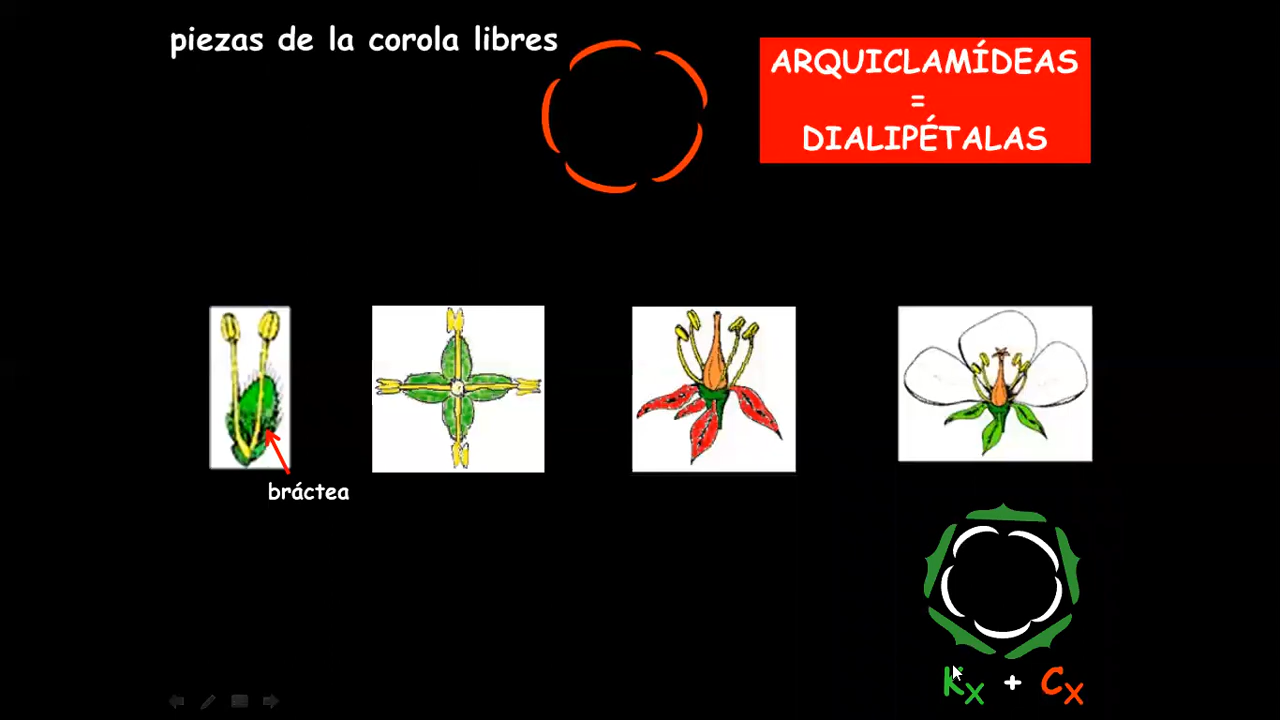 piezas de la corola libres
ARQUICLAMÍDEAS
=
DIALIPÉTALAS
bráctea
Kx + Cx